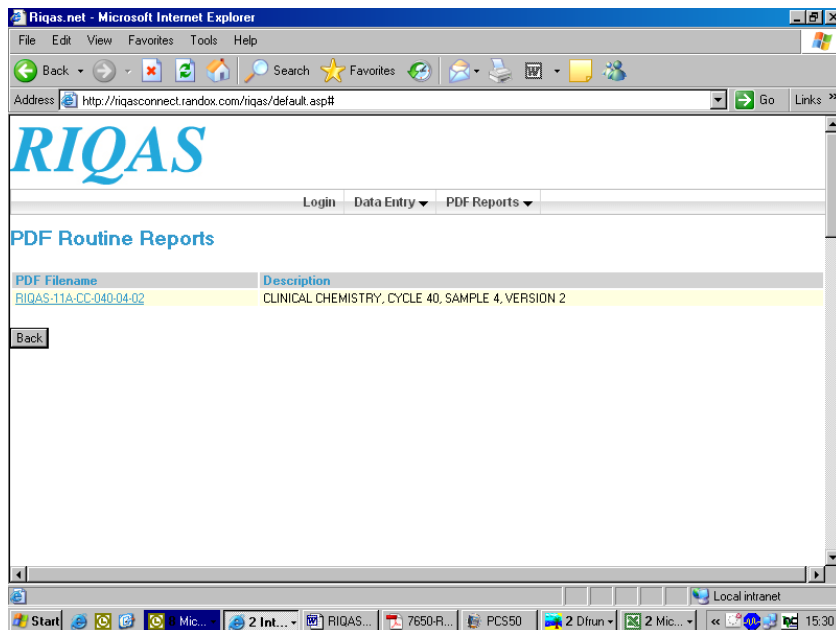 Riqas.net - Microsoft Internet Explorer
File Edit View Favorites Tools Help
Back Search Favorites
Address http://riqasconnect.randox.com/riqas/default.asp# Go Links »
RIQAS
Login Data Entry PDF Reports
PDF Routine Reports
PDF Filename Description
RIQAS-11A-CC-040-04-02 CLINICAL CHEMISTRY, CYCLE 40, SAMPLE 4, VERSION 2
Back
Local intranet
Start Mic... 2 Int... RIQAS... 7650-R... PCS50 2 Dfrun 2 Mic... « 15:30